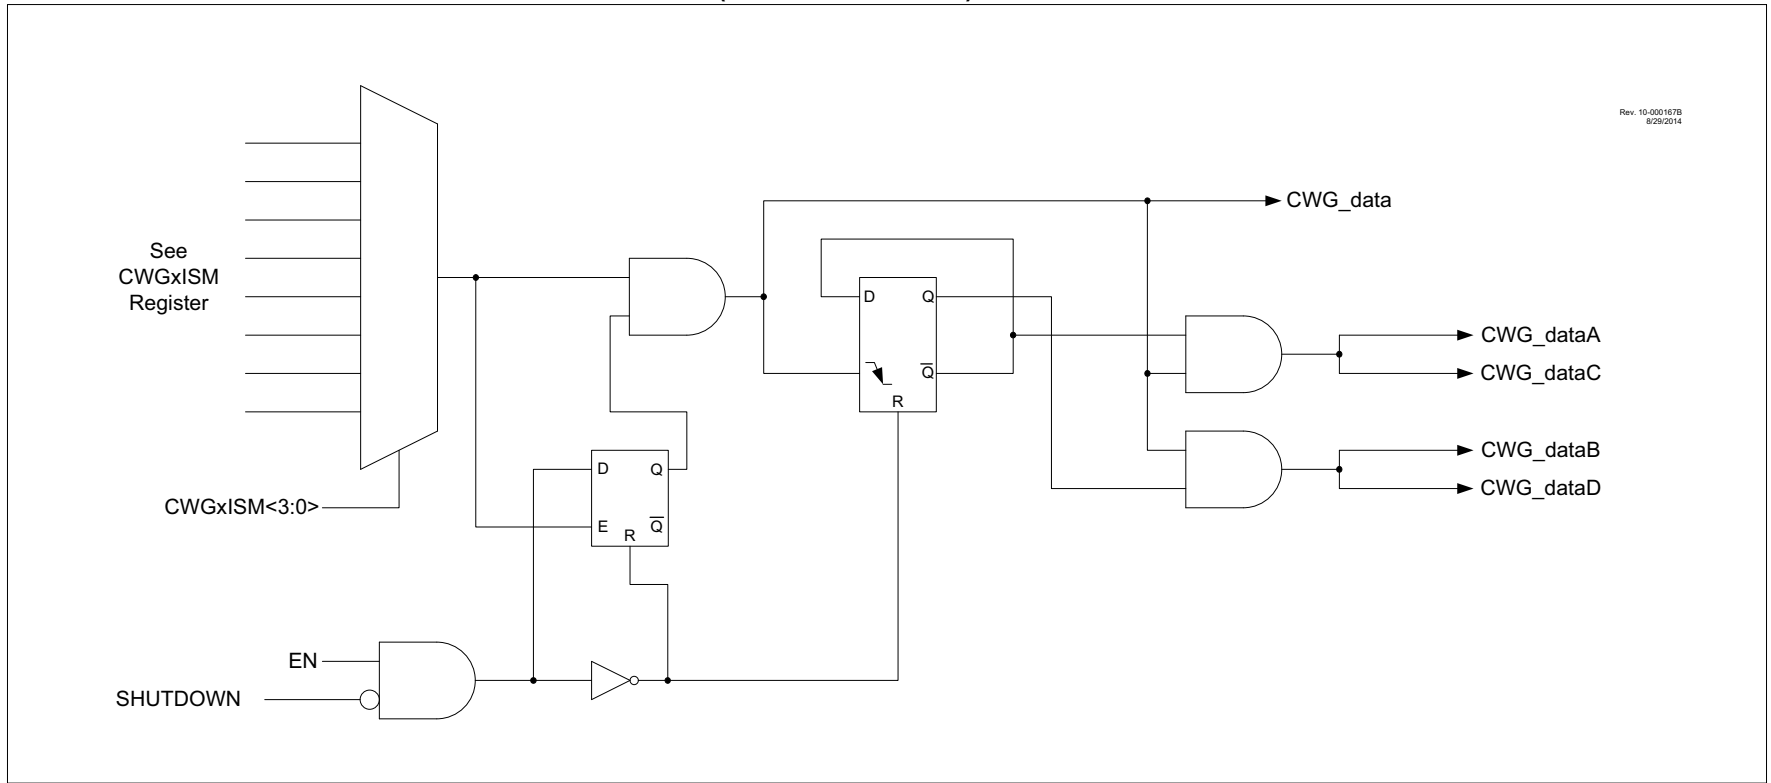 Rev. 10-000167B
8/29/2014
CWG_data
See
CWGxISM
Register
D
Q
Q̅
R
CWG_dataA
CWG_dataC
CWG_dataB
CWG_dataD
D
Q
E
Q̅
R
CWGxISM<3:0>
EN
SHUTDOWN